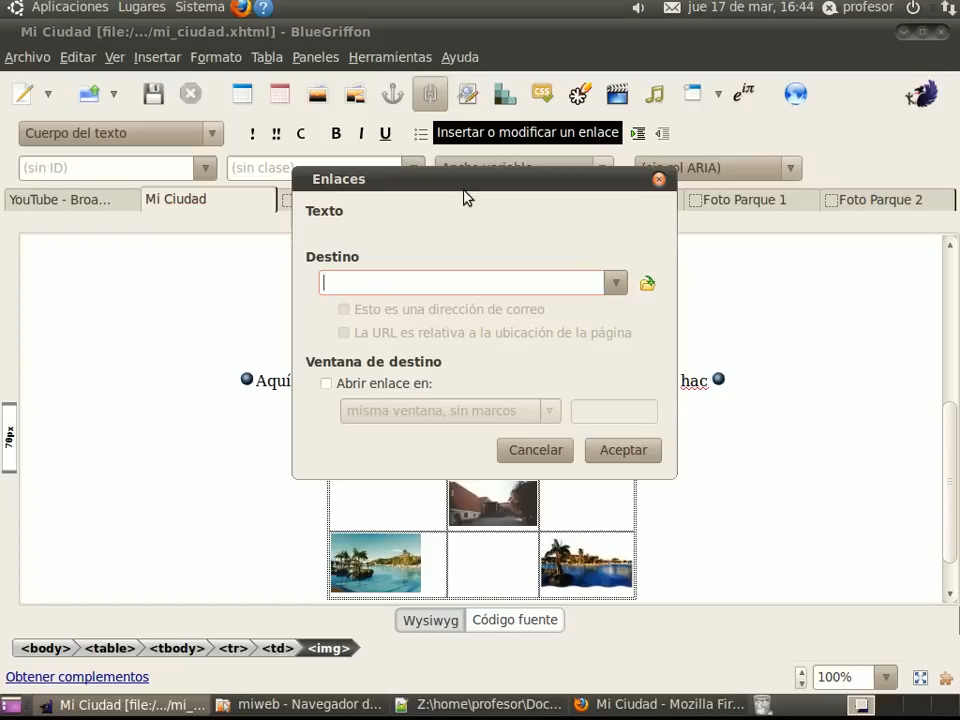 Aplicaciones Lugares Sistema jue 17 de mar, 16:44 profesor
Mi Ciudad [file:/.../mi_ciudad.xhtml] - BlueGriffon
Archivo Editar Ver Insertar Formato Tabla Paneles Herramientas Ayuda
Cuerpo del texto ! !! C B I U Insertar o modificar un enlace
(sin ID) (sin clase)
Enlaces
YouTube - Broa... Mi Ciudad Foto Parque 1 Foto Parque 2
Texto
Destino
Esto es una dirección de correo
La URL es relativa a la ubicación de la página
Ventana de destino
Aquí hac
Abrir enlace en:
misma ventana, sin marcos
70px
Cancelar Aceptar
Wysiwyg Código fuente
<body> <table> <tbody> <tr> <td> <img>
Obtener complementos 100%
Mi Ciudad [file:/.../mi_... miweb - Navegador d... Z:\home\profesor\Doc... Mi Ciudad - Mozilla Fir...